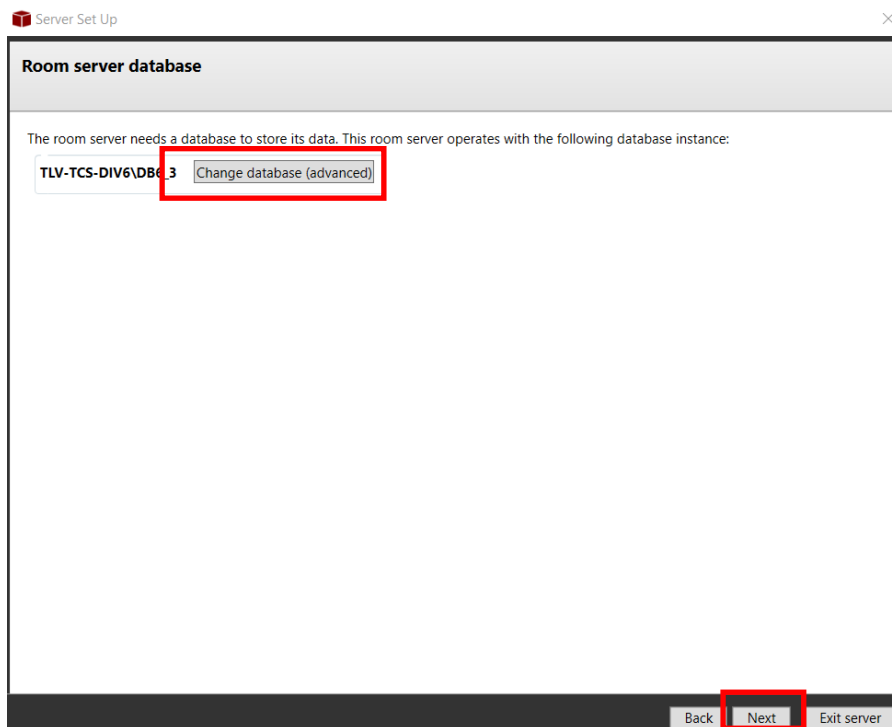 Server Set Up
Room server database
The room server needs a database to store its data. This room server operates with the following database instance:
TLV-TCS-DIV6\DB6_3 Change database (advanced)
Back Next Exit server